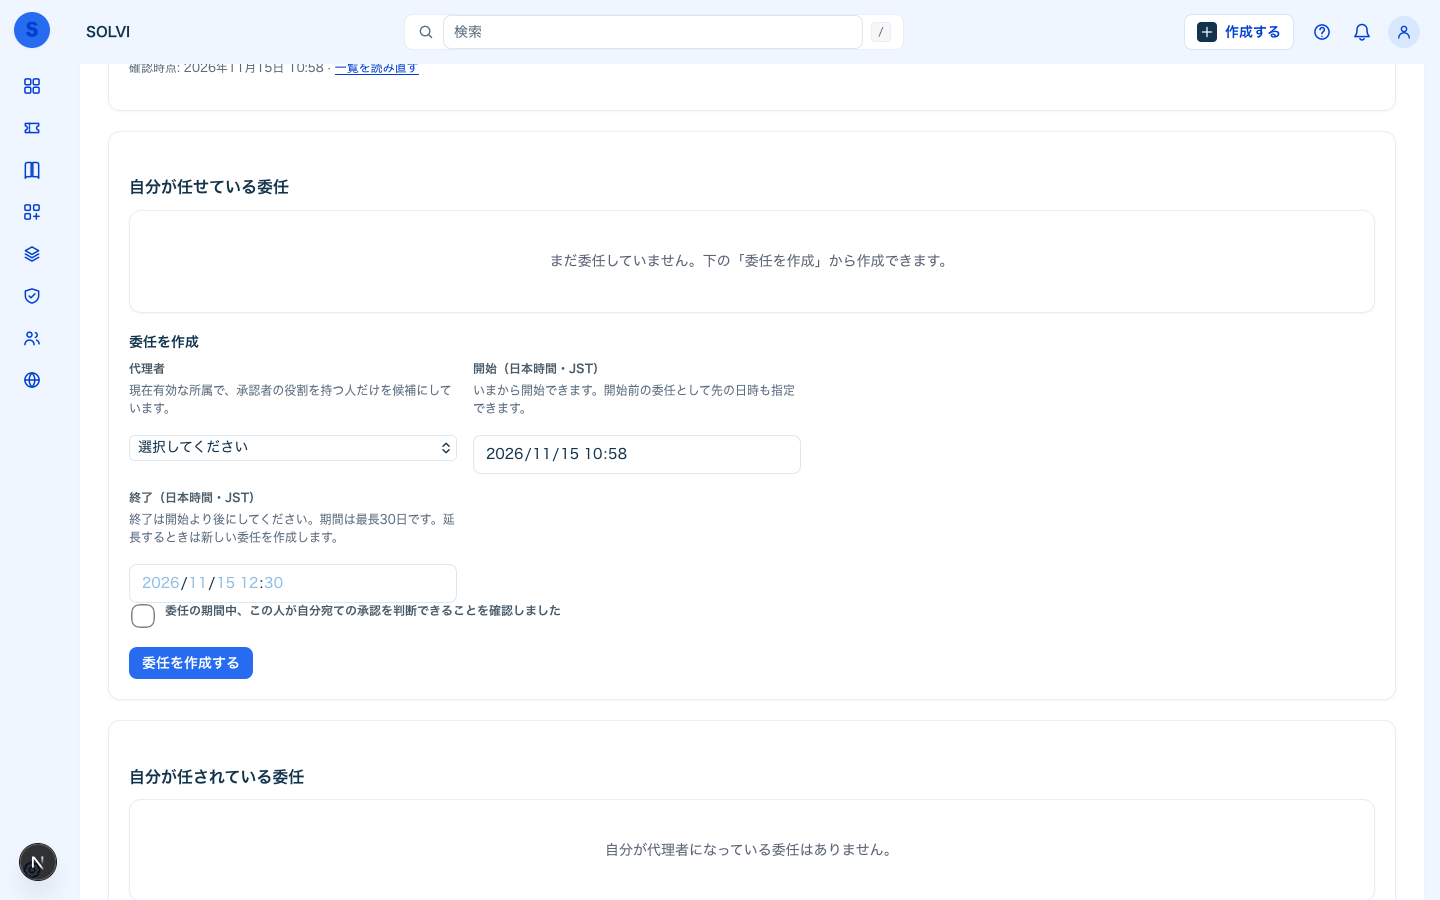 S
SOLVI
検索
/
作成する
確認時点: 2026年11月15日 10:58 · 一覧を読み直す
自分が任せている委任
まだ委任していません。下の「委任を作成」から作成できます。
委任を作成
代理者
現在有効な所属で、承認者の役割を持つ人だけを候補にして
います。
選択してください
開始（日本時間・JST）
いまから開始できます。開始前の委任として先の日時も指定
できます。
2026/11/15 10:58
終了（日本時間・JST）
終了は開始より後にしてください。期間は最長30日です。延
長するときは新しい委任を作成します。
2026/11/15 12:30
委任の期間中、この人が自分宛ての承認を判断できることを確認しました
委任を作成する
自分が任されている委任
自分が代理者になっている委任はありません。
N